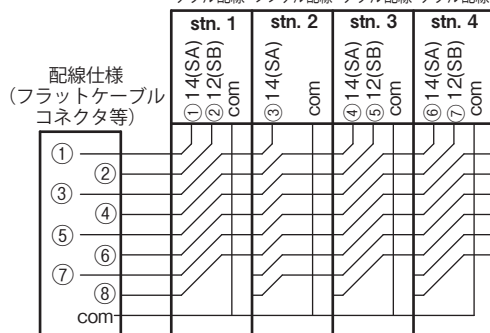 stn. 1 stn. 2 stn. 3 stn. 4
① 14(SA)
② 12(SB)
com
③ 14(SA)
com
④ 14(SA)
⑤ 12(SB)
com
⑥ 14(SA)
⑦ 12(SB)
com
配線仕様
(フラットケーブル
コネクタ等)
①
②
③
④
⑤
⑥
⑦
⑧
com